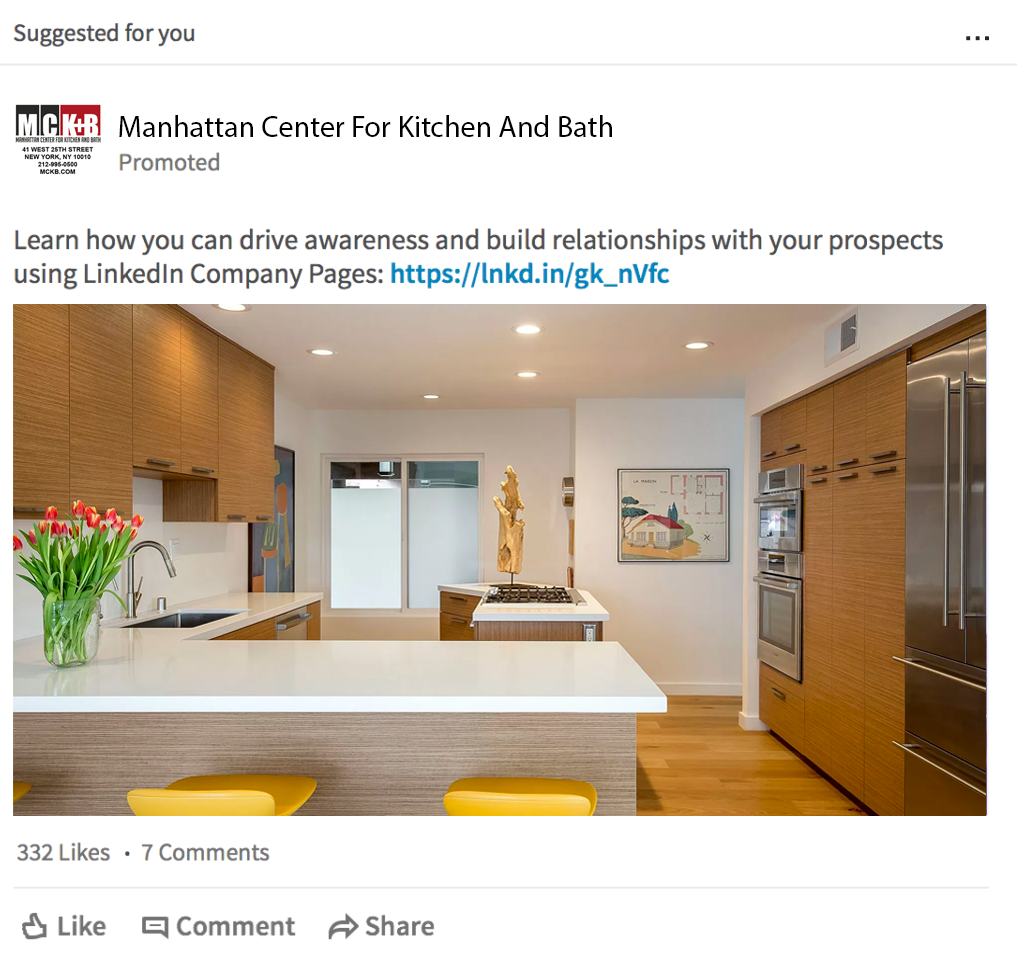 Suggested for you
...
MCK+B
MANHATTAN CENTER FOR KITCHEN AND BATH
41 WEST 25TH STREET
NEW YORK, NY 10010
212-995-0500
MCKB.COM
Manhattan Center For Kitchen And Bath
Promoted
Learn how you can drive awareness and build relationships with your prospects
using LinkedIn Company Pages: https://lnkd.in/gk_nVfc
LA MAISON
332 Likes • 7 Comments
Like Comment Share